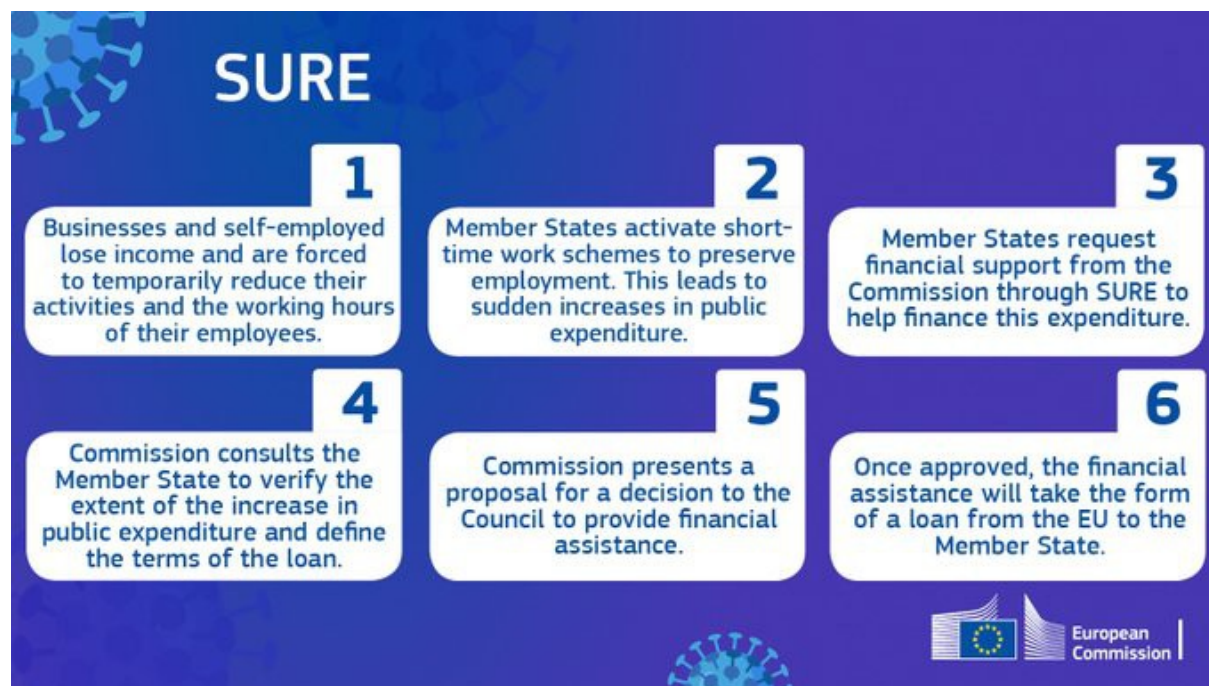 SURE
1
Businesses and self-employed
lose income and are forced
to temporarily reduce their
activities and the working hours
of their employees.
2
Member States activate short-
time work schemes to preserve
employment. This leads to
sudden increases in public
expenditure.
3
Member States request
financial support from the
Commission through SURE to
help finance this expenditure.
4
Commission consults the
Member State to verify the
extent of the increase in
public expenditure and define
the terms of the loan.
5
Commission presents a
proposal for a decision to the
Council to provide financial
assistance.
6
Once approved, the financial
assistance will take the form
of a loan from the EU to the
Member State.
European
Commission